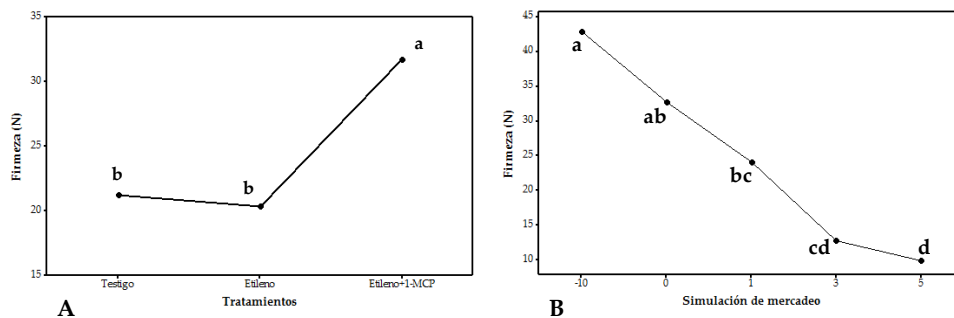 35
30
25
20
15
Firmeza (N)
a
b
b
Testigo
Etileno
Etileno+1-MCP
Tratamientos
A
45
40
35
30
25
20
15
10
Firmeza (N)
a
ab
bc
cd
d
-10
0
1
3
5
Simulación de mercadeo
B